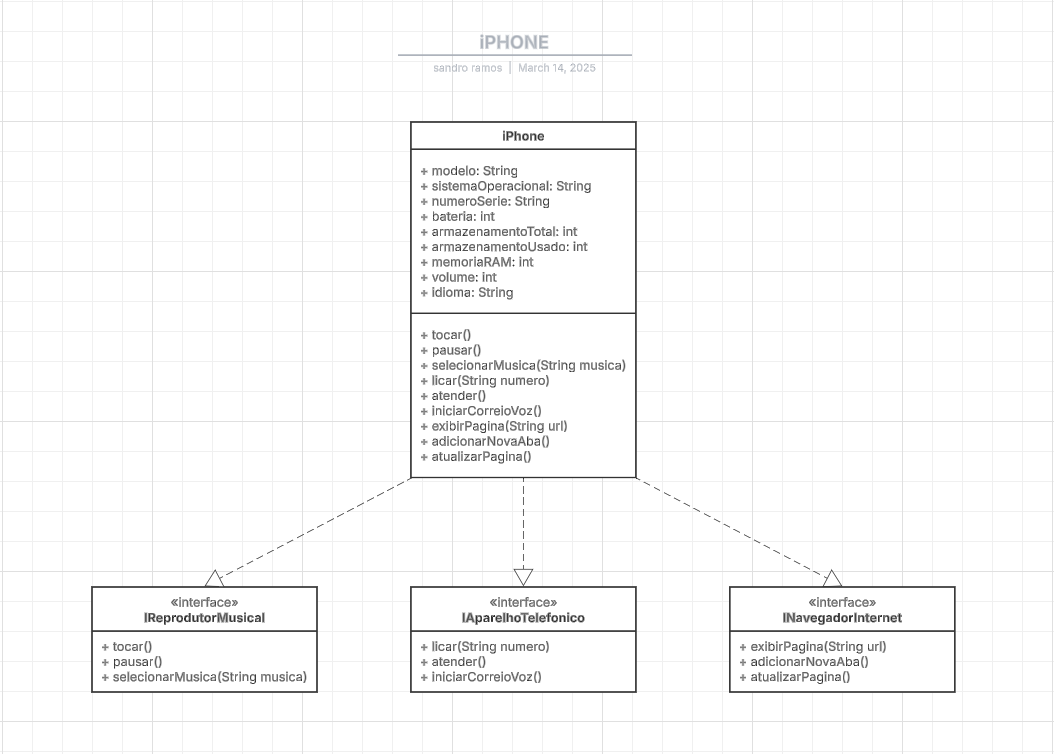 iPHONE
sandro ramos | March 14, 2025
iPhone
+ modelo: String
+ sistemaOperacional: String
+ numeroSerie: String
+ bateria: int
+ armazenamentoTotal: int
+ armazenamentoUsado: int
+ memoriaRAM: int
+ volume: int
+ idioma: String
+ tocar()
+ pausar()
+ selecionarMusica(String musica)
+ licar(String numero)
+ atender()
+ iniciarCorreioVoz()
+ exibirPagina(String url)
+ adicionarNovaAba()
+ atualizarPagina()
«interface»
IReprodutorMusical
+ tocar()
+ pausar()
+ selecionarMusica(String musica)
«interface»
IAparelhoTelefonico
+ licar(String numero)
+ atender()
+ iniciarCorreioVoz()
«interface»
INavegadorInternet
+ exibirPagina(String url)
+ adicionarNovaAba()
+ atualizarPagina()